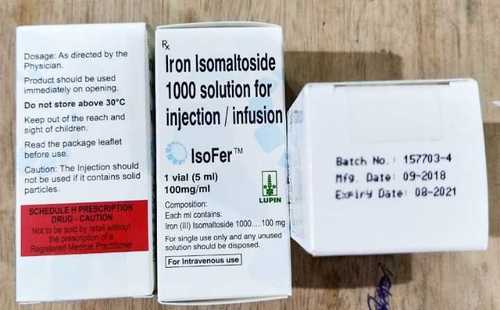 Dosage: As directed by the
Physician.
Product should be used
immediately on opening.
Do not store above 30°C
Keep out of the reach and
sight of children.
Read the package leaflet
before use.
Caution: The Injection should
not be used if it contains solid
particles.
SCHEDULE H PRESCRIPTION
DRUG - CAUTION
Not to be sold by retail without
the prescription of a
Registered Medical Practitioner
Rx
Iron Isomaltoside
1000 solution for
injection / infusion
IsoFer™
1 vial (5 ml)
100mg/ml
LUPIN
Composition:
Each ml contains:
Iron (III) Isomaltoside 1000....100 mg
For single use only and any unused
solution should be disposed.
For Intravenous use
Batch No.: 157703-4
Mfg. Date: 09-2018
Expiry Date: 08-2021